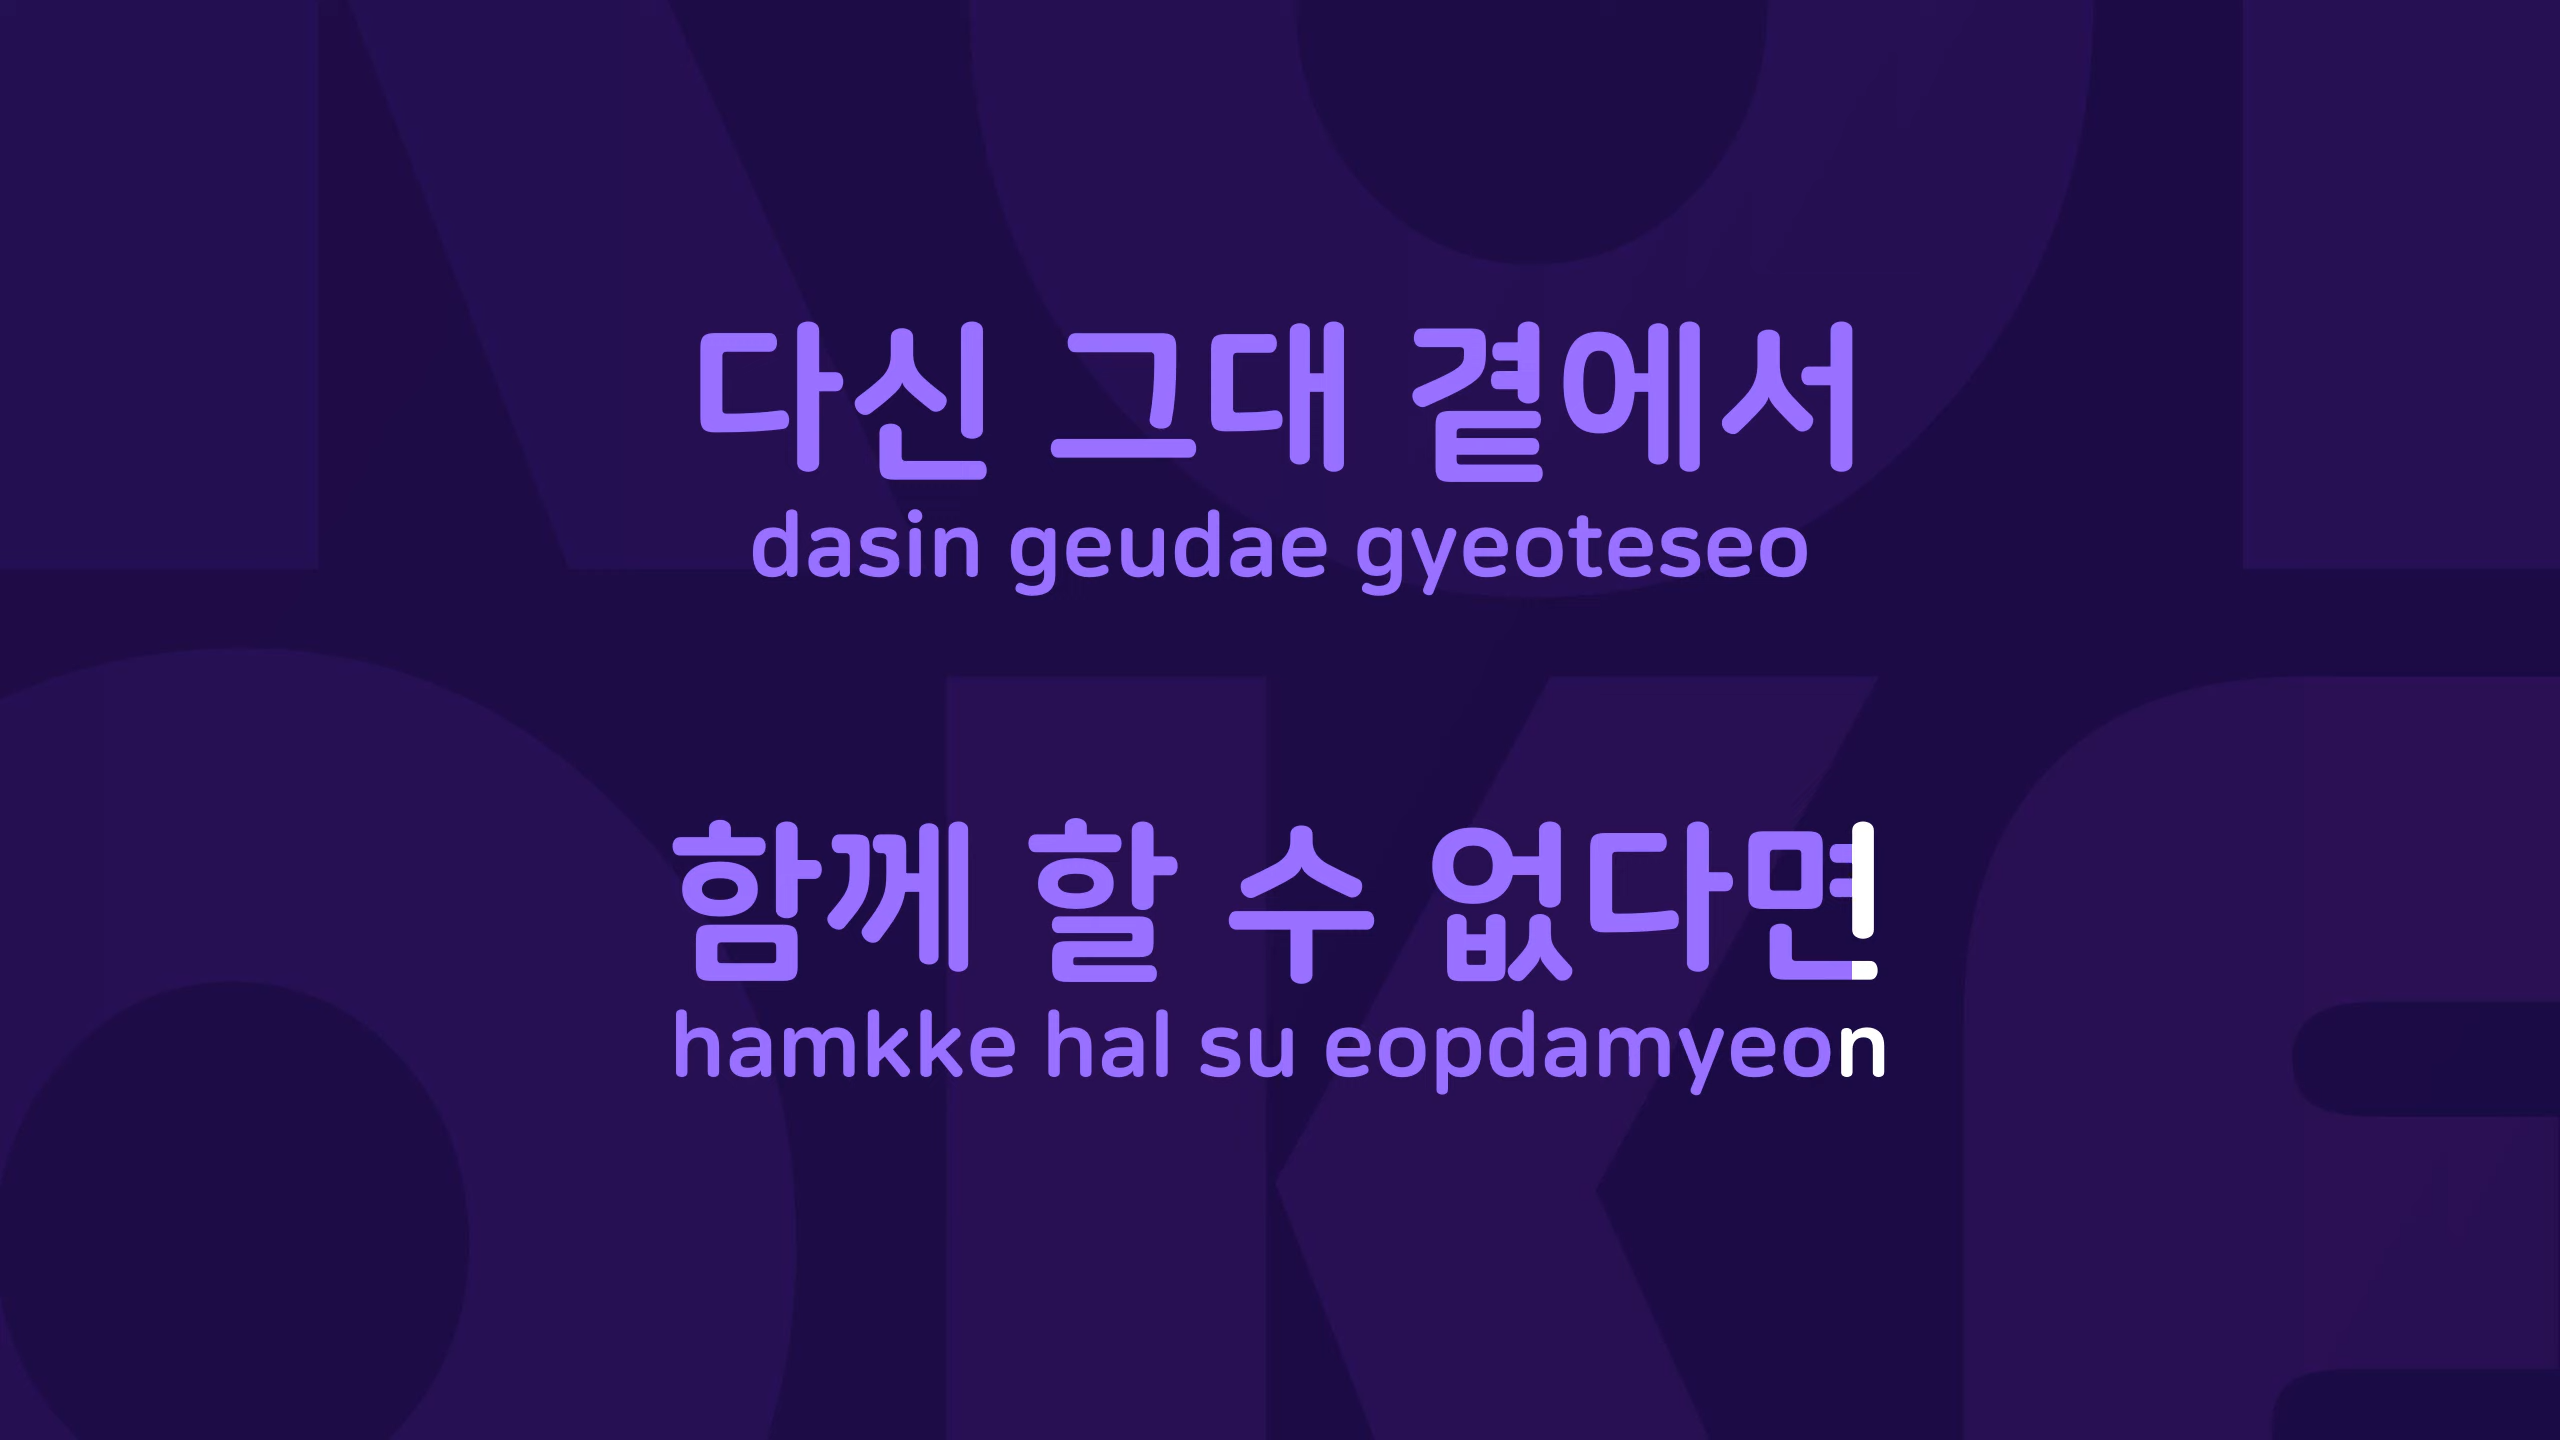 다신 그대 곁에서
dasin geudae gyeoteseo
함께 할 수 없다면
hamkke hal su eopdamyeon